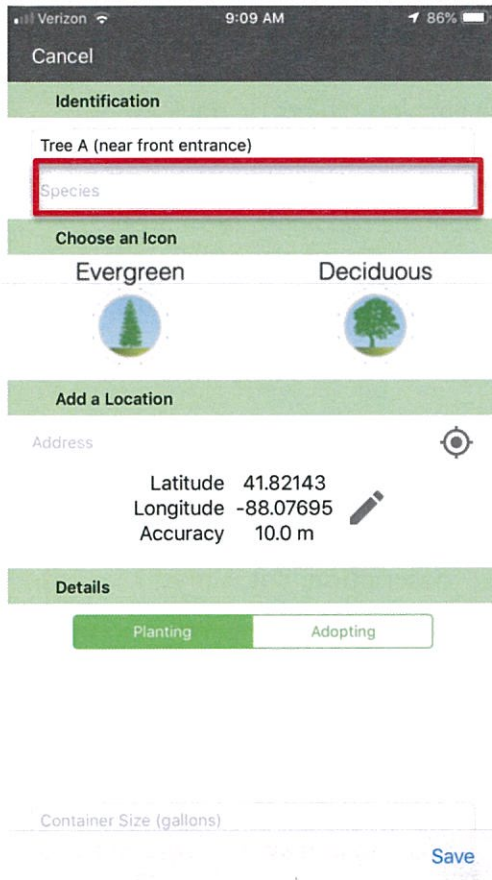 Verizon 9:09 AM 86%
Cancel
Identification
Tree A (near front entrance)
Species
Choose an Icon
Evergreen Deciduous
Add a Location
Address
Latitude 41.82143
Longitude -88.07695
Accuracy 10.0 m
Details
Planting Adopting
Container Size (gallons)
Save